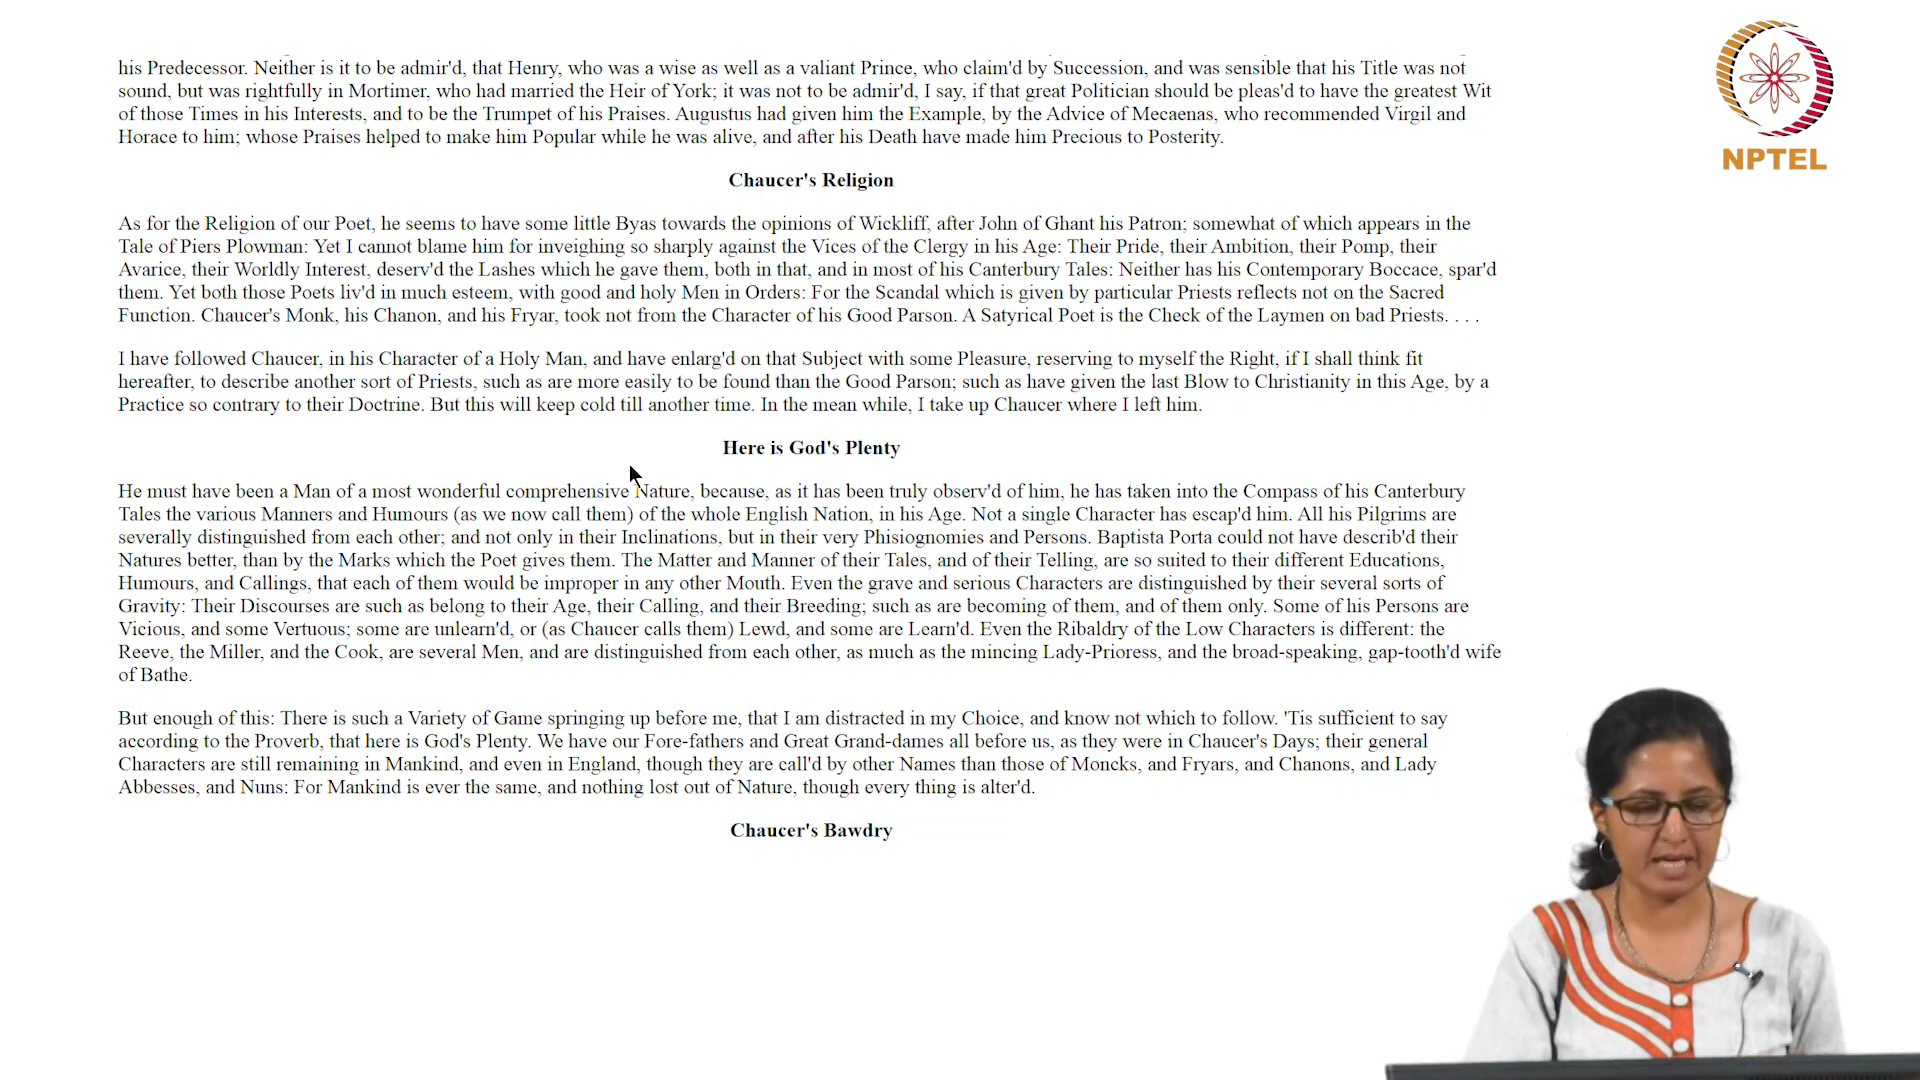 his Predecessor. Neither is it to be admir'd, that Henry, who was a wise as well as a valiant Prince, who claim'd by Succession, and was sensible that his Title was not
sound, but was rightfully in Mortimer, who had married the Heir of York; it was not to be admir'd, I say, if that great Politician should be pleas'd to have the greatest Wit
of those Times in his Interests, and to be the Trumpet of his Praises. Augustus had given him the Example, by the Advice of Mecaenas, who recommended Virgil and
Horace to him; whose Praises helped to make him Popular while he was alive, and after his Death have made him Precious to Posterity.
NPTEL
Chaucer's Religion
As for the Religion of our Poet, he seems to have some little Byas towards the opinions of Wickliff, after John of Ghant his Patron; somewhat of which appears in the
Tale of Piers Plowman: Yet I cannot blame him for inveighing so sharply against the Vices of the Clergy in his Age: Their Pride, their Ambition, their Pomp, their
Avarice, their Worldly Interest, deserv'd the Lashes which he gave them, both in that, and in most of his Canterbury Tales: Neither has his Contemporary Boccace, spar'd
them. Yet both those Poets liv'd in much esteem, with good and holy Men in Orders: For the Scandal which is given by particular Priests reflects not on the Sacred
Function. Chaucer's Monk, his Chanon, and his Fryar, took not from the Character of his Good Parson. A Satyrical Poet is the Check of the Laymen on bad Priests. . . .
I have followed Chaucer, in his Character of a Holy Man, and have enlarg'd on that Subject with some Pleasure, reserving to myself the Right, if I shall think fit
hereafter, to describe another sort of Priests, such as are more easily to be found than the Good Parson; such as have given the last Blow to Christianity in this Age, by a
Practice so contrary to their Doctrine. But this will keep cold till another time. In the mean while, I take up Chaucer where I left him.
Here is God's Plenty
He must have been a Man of a most wonderful comprehensive Nature, because, as it has been truly observ'd of him, he has taken into the Compass of his Canterbury
Tales the various Manners and Humours (as we now call them) of the whole English Nation, in his Age. Not a single Character has escap'd him. All his Pilgrims are
severally distinguished from each other; and not only in their Inclinations, but in their very Phisiognomies and Persons. Baptista Porta could not have describ'd their
Natures better, than by the Marks which the Poet gives them. The Matter and Manner of their Tales, and of their Telling, are so suited to their different Educations,
Humours, and Callings, that each of them would be improper in any other Mouth. Even the grave and serious Characters are distinguished by their several sorts of
Gravity: Their Discourses are such as belong to their Age, their Calling, and their Breeding; such as are becoming of them, and of them only. Some of his Persons are
Vicious, and some Vertuous; some are unlearn'd, or (as Chaucer calls them) Lewd, and some are Learn'd. Even the Ribaldry of the Low Characters is different: the
Reeve, the Miller, and the Cook, are several Men, and are distinguished from each other, as much as the mincing Lady-Prioress, and the broad-speaking, gap-tooth'd wife
of Bathe.
But enough of this: There is such a Variety of Game springing up before me, that I am distracted in my Choice, and know not which to follow. 'Tis sufficient to say
according to the Proverb, that here is God's Plenty. We have our Fore-fathers and Great Grand-dames all before us, as they were in Chaucer's Days; their general
Characters are still remaining in Mankind, and even in England, though they are call'd by other Names than those of Moncks, and Fryars, and Chanons, and Lady
Abbesses, and Nuns: For Mankind is ever the same, and nothing lost out of Nature, though every thing is alter'd.
Chaucer's Bawdry